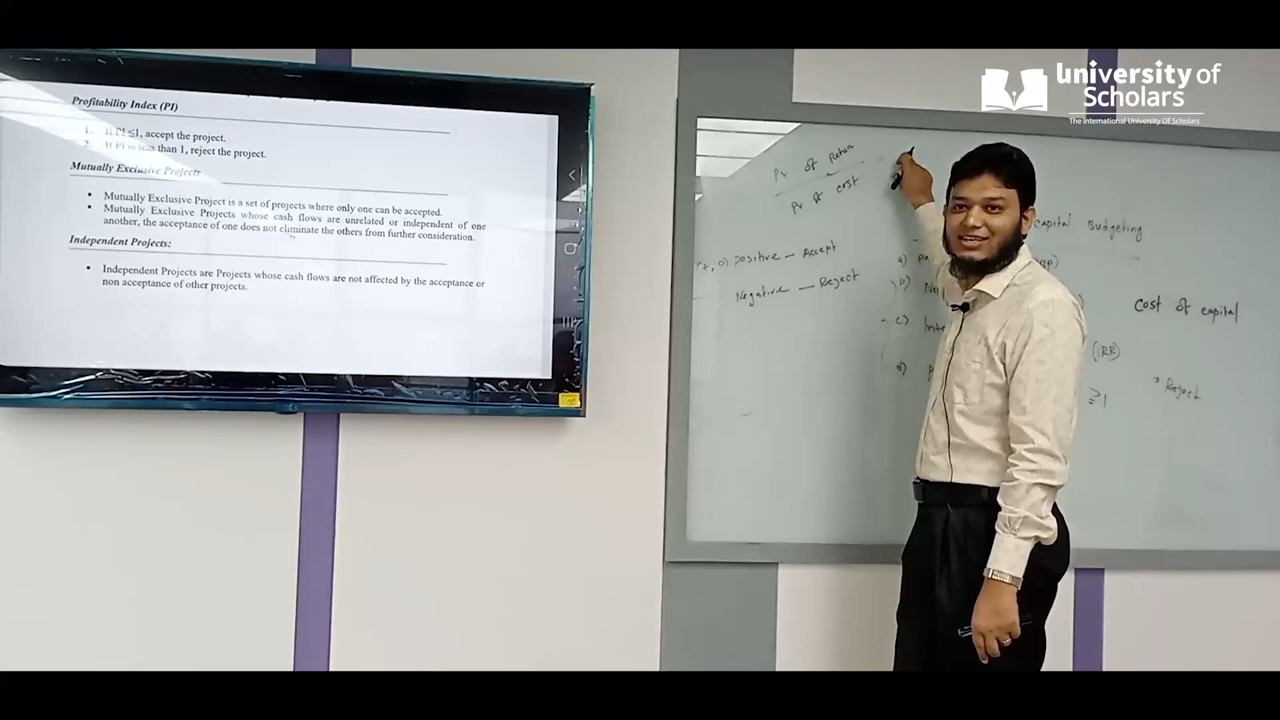 university of
Scholars
The International University Of Scholars
Profitability Index (PI)
1. If PI ≤1, accept the project.
2. If PI is less than 1, reject the project.
Mutually Exclusive Projects
• Mutually Exclusive Project is a set of projects where only one can be accepted.
• Mutually Exclusive Projects whose cash flows are unrelated or independent of one
another, the acceptance of one does not eliminate the others from further consideration.
Independent Projects:
• Independent Projects are Projects whose cash flows are not affected by the acceptance or
non acceptance of other projects.
PV of Return
PV of cost
Positive – Accept
Negative – Reject
capital Budgeting
a)
b)
c)
d)
(IRR)
≥1
cost of capital
Reject